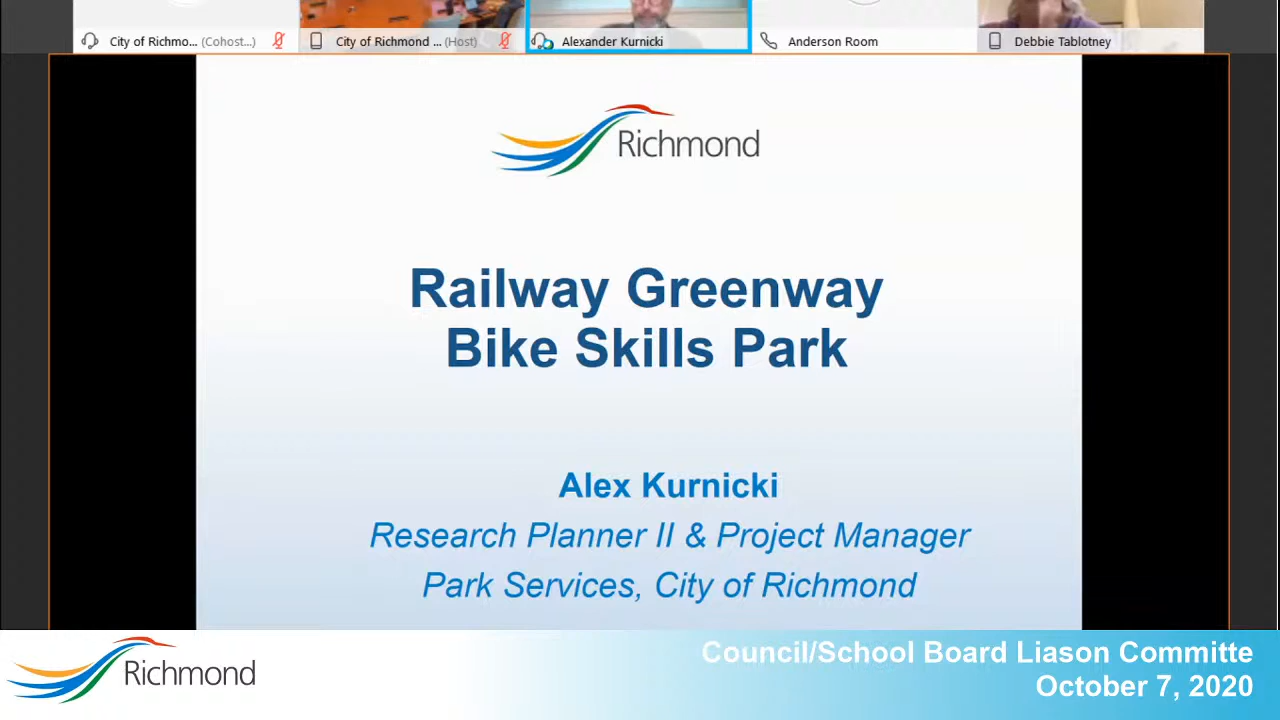 City of Richmo... (Cohost...)
City of Richmond ... (Host)
Alexander Kurnicki
Anderson Room
Debbie Tablotney
Richmond
Railway Greenway
Bike Skills Park
Alex Kurnicki
Research Planner II & Project Manager
Park Services, City of Richmond
Richmond
Council/School Board Liason Committe
October 7, 2020